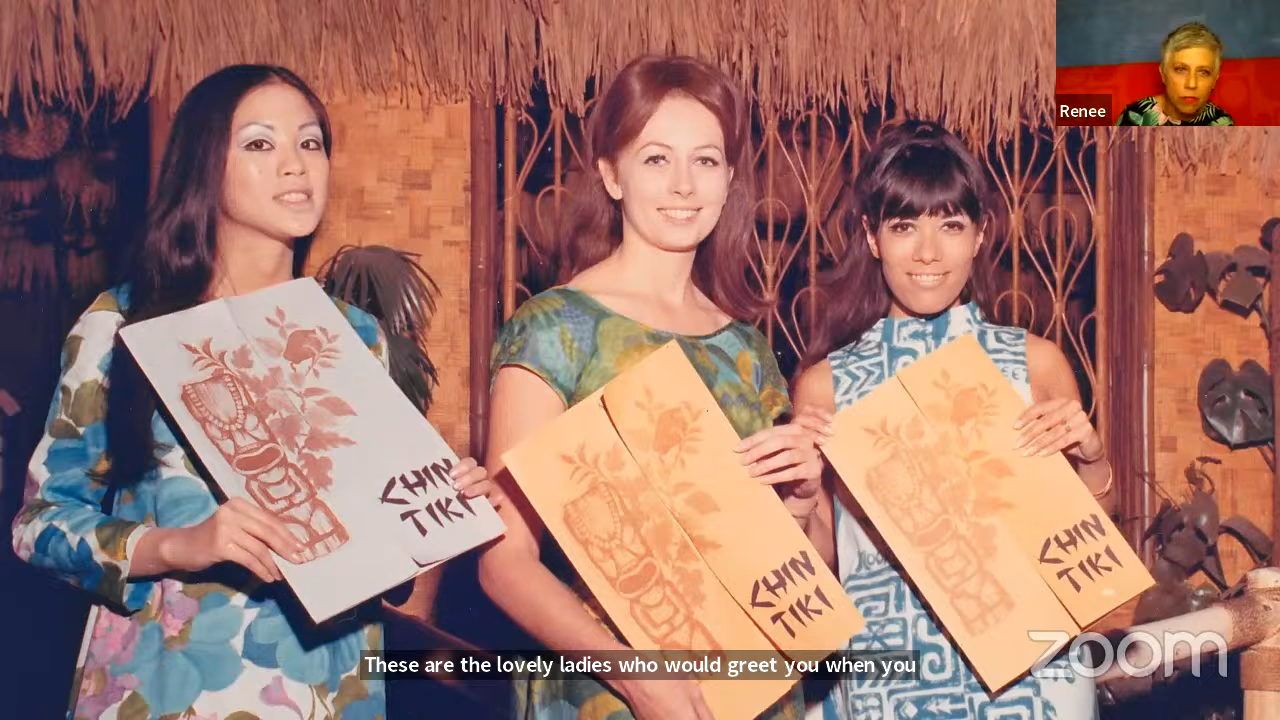 Renee
CHIN
TIKI
CHIN
TIKI
CHIN
TIKI
These are the lovely ladies who would greet you when you
zoom